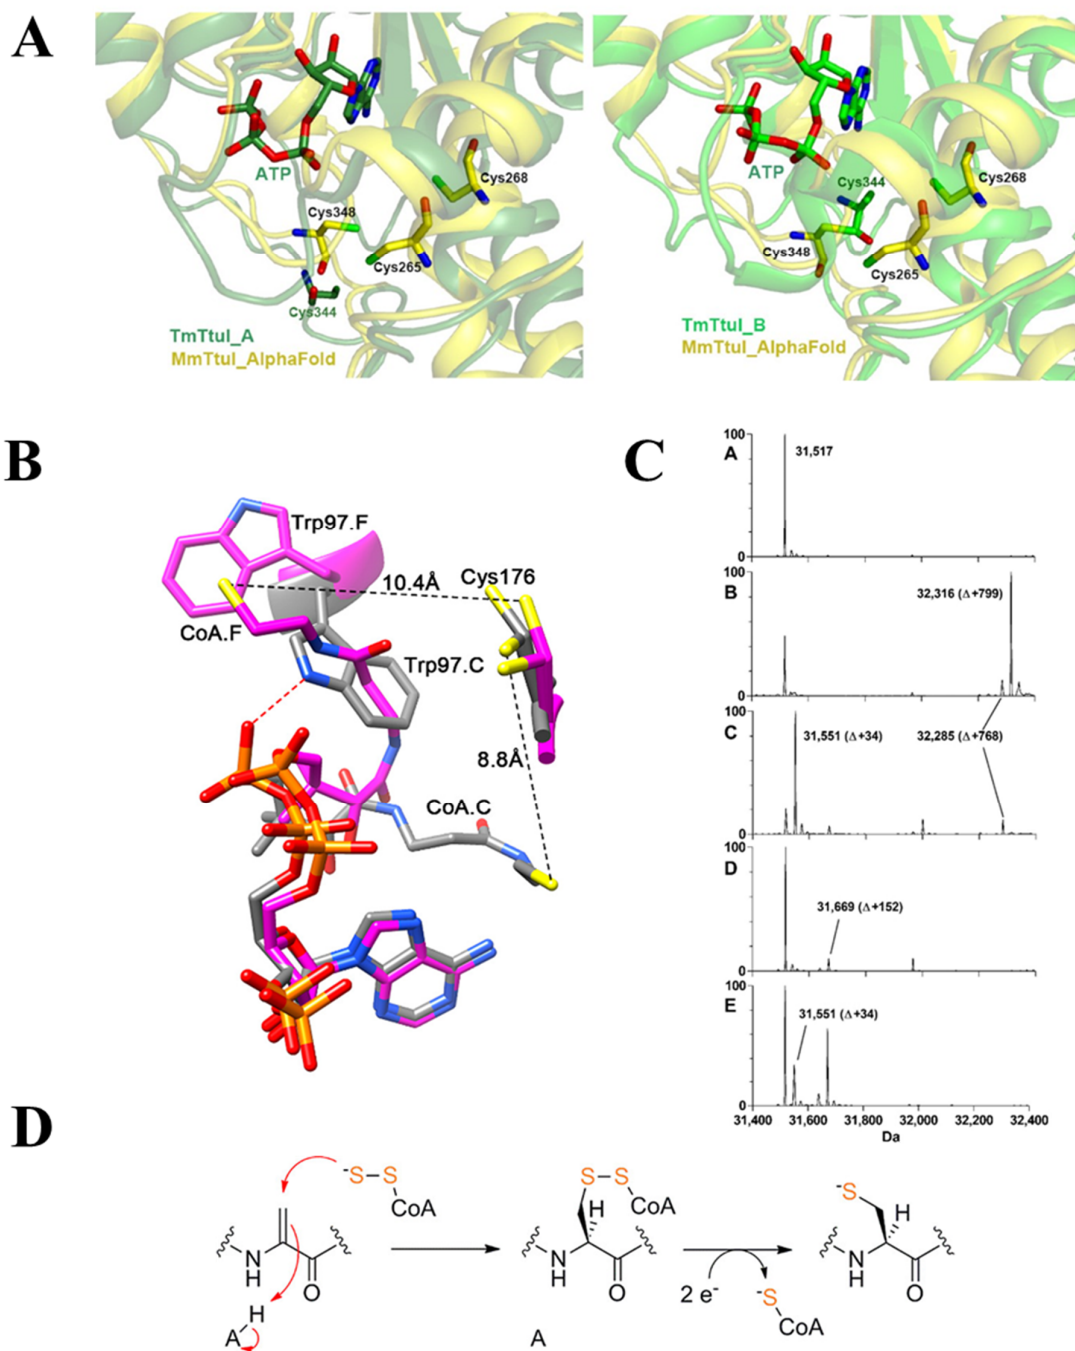 A
ATP
Cys268
Cys348
Cys265
Cys344
TmTtuI_A
MmTtuI_AlphaFold
ATP
Cys268
Cys344
Cys348
Cys265
TmTtuI_B
MmTtuI_AlphaFold
B
Trp97.F
10.4Å
Cys176
CoA.F
Trp97.C
8.8Å
CoA.C
C
100
A
31,517
0
100
B
32,316 (Δ+799)
0
100
C
31,551 (Δ+34)
32,285 (Δ+768)
0
100
D
31,669 (Δ+152)
0
100
E
31,551 (Δ+34)
0
31,400 31,600 31,800 32,000 32,200 32,400
Da
D
-S–S
CoA
NH
O
H
A
S–S
H
CoA
NH
O
A
2 e-
-S
CoA
-S
H
NH
O